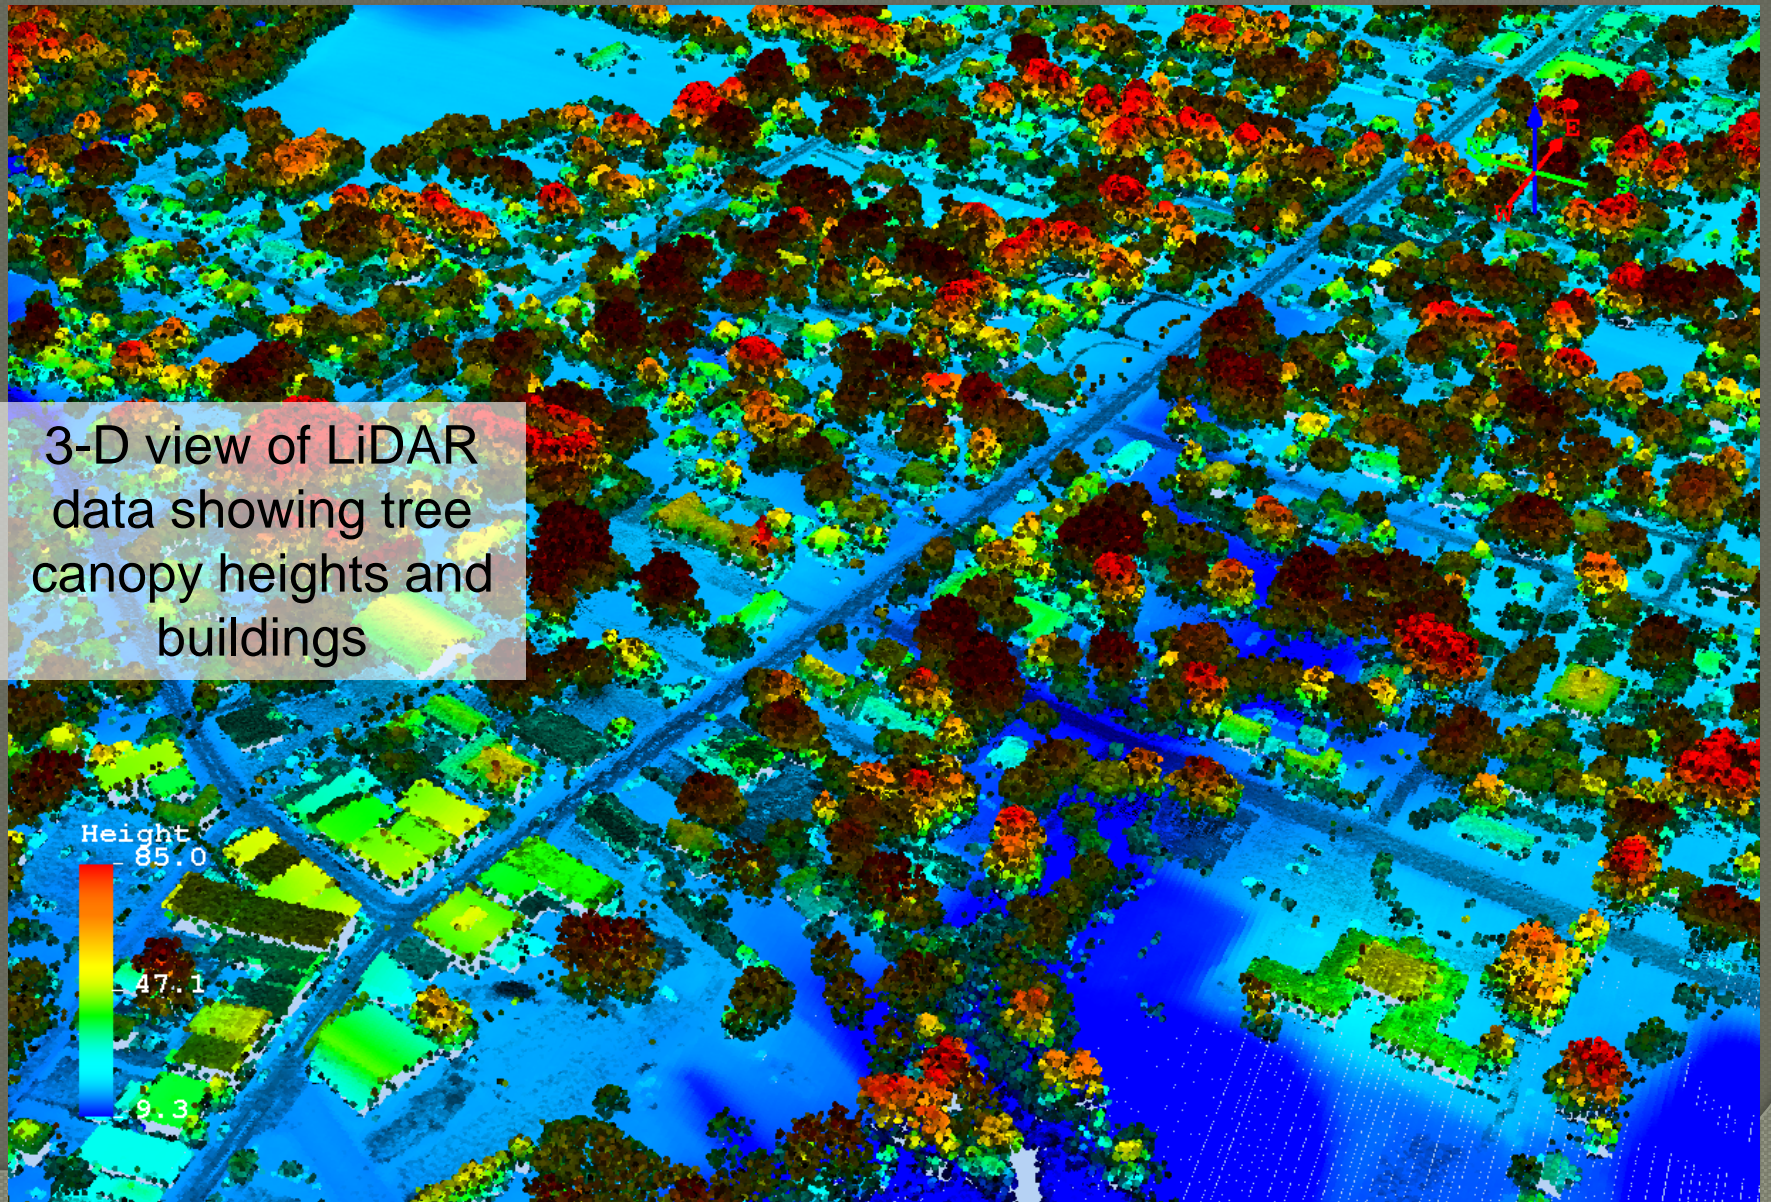 E
S
W
3-D view of LiDAR
data showing tree
canopy heights and
buildings
Height
85.0
47.1
9.3